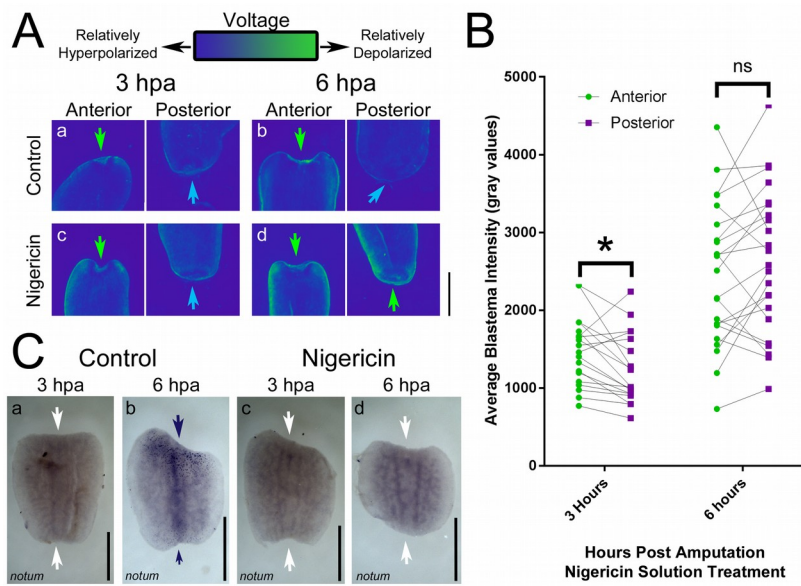 A
Voltage
Relatively
Hyperpolarized
Relatively
Depolarized
3 hpa
6 hpa
Anterior
Posterior
Anterior
Posterior
Control
a
b
Nigericin
c
d
B
Average Blastema Intensity (gray values)
5000
4000
3000
2000
1000
0
Anterior
Posterior
*
ns
3 Hours
6 hours
Hours Post Amputation
Nigericin Solution Treatment
C
Control
Nigericin
3 hpa
6 hpa
3 hpa
6 hpa
a
b
c
d
notum
notum
notum
notum